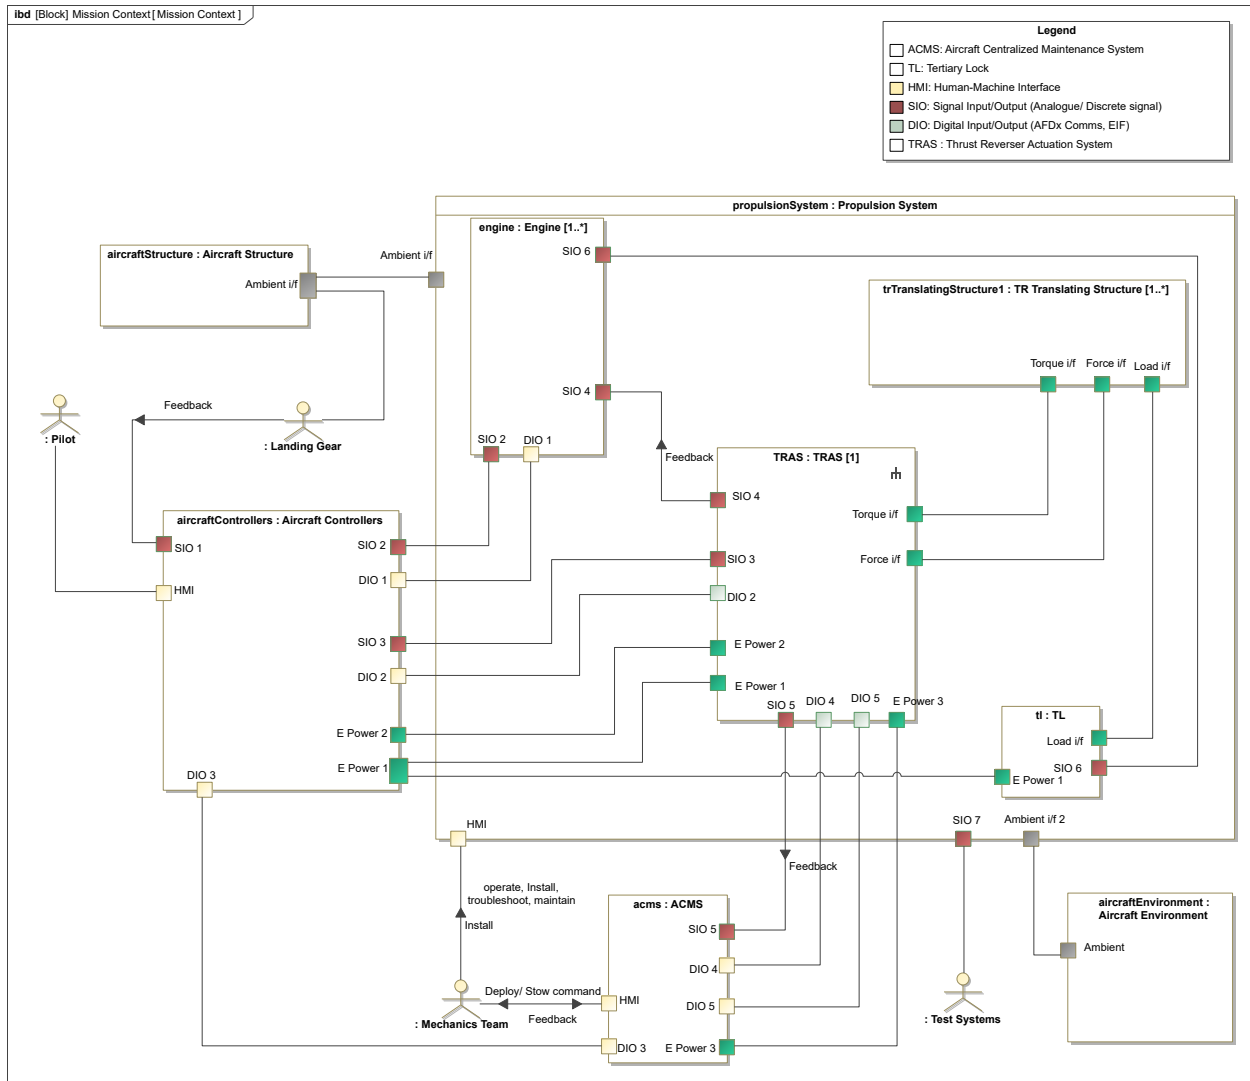 ibd [Block] Mission Context[ Mission Context ]
Legend
ACMS: Aircraft Centralized Maintenance System
TL: Tertiary Lock
HMI: Human-Machine Interface
SIO: Signal Input/Output (Analogue/ Discrete signal)
DIO: Digital Input/Output (AFDx Comms, EIF)
TRAS : Thrust Reverser Actuation System
propulsionSystem : Propulsion System
engine : Engine [1..*]
SIO 6
SIO 4
SIO 2
DIO 1
aircraftStructure : Aircraft Structure
Ambient i/f
Ambient i/f
trTranslatingStructure1 : TR Translating Structure [1..*]
Torque i/f
Force i/f
Load i/f
: Pilot
Feedback
: Landing Gear
Feedback
TRAS : TRAS [1]
SIO 4
SIO 3
DIO 2
E Power 2
E Power 1
Torque i/f
Force i/f
SIO 5
DIO 4
DIO 5
E Power 3
aircraftControllers : Aircraft Controllers
SIO 1
HMI
SIO 2
DIO 1
SIO 3
DIO 2
E Power 2
E Power 1
DIO 3
tl : TL
Load i/f
SIO 6
E Power 1
HMI
SIO 7
Ambient i/f 2
Feedback
operate, Install,
troubleshoot, maintain
Install
acms : ACMS
SIO 5
DIO 4
HMI
DIO 5
DIO 3
E Power 3
Deploy/ Stow command
Feedback
: Mechanics Team
: Test Systems
aircraftEnvironment :
Aircraft Environment
Ambient